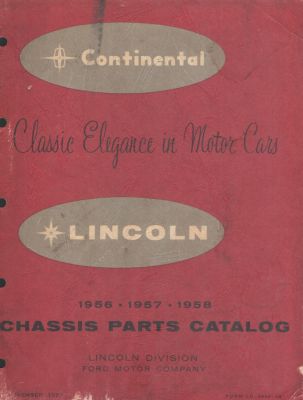 Continental
Classic Elegance in Motor Cars
LINCOLN
1956 • 1957 • 1958
CHASSIS PARTS CATALOG
LINCOLN DIVISION
FORD MOTOR COMPANY